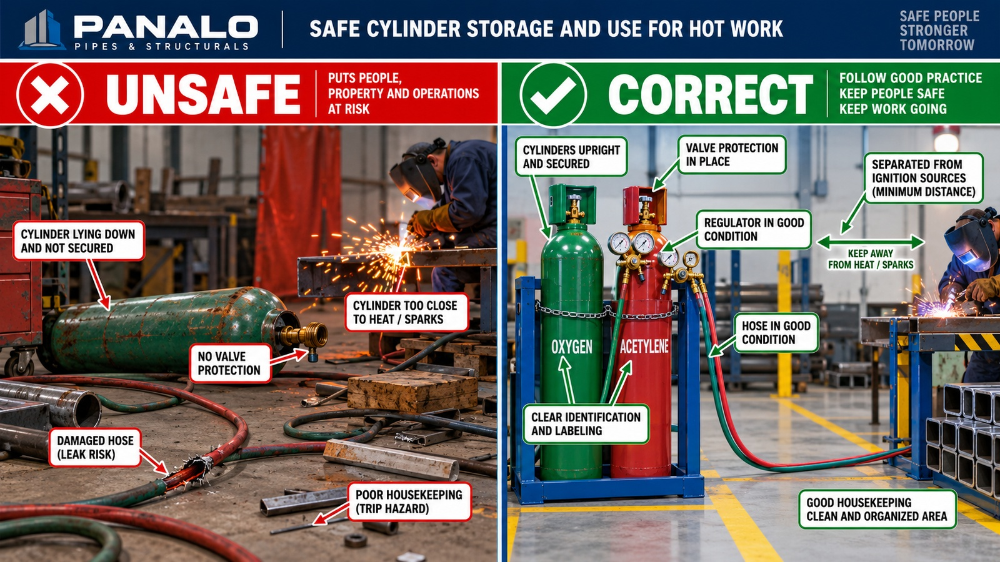 PANALO
PIPES & STRUCTURALS
SAFE CYLINDER STORAGE AND USE FOR HOT WORK
SAFE PEOPLE
STRONGER
TOMORROW
UNSAFE
PUTS PEOPLE,
PROPERTY AND OPERATIONS
AT RISK
CORRECT
FOLLOW GOOD PRACTICE
KEEP PEOPLE SAFE
KEEP WORK GOING
CYLINDER LYING DOWN
AND NOT SECURED
CYLINDER TOO CLOSE
TO HEAT / SPARKS
NO VALVE
PROTECTION
DAMAGED HOSE
(LEAK RISK)
POOR HOUSEKEEPING
(TRIP HAZARD)
CYLINDERS UPRIGHT
AND SECURED
VALVE PROTECTION
IN PLACE
SEPARATED FROM
IGNITION SOURCES
(MINIMUM DISTANCE)
REGULATOR IN GOOD
CONDITION
KEEP AWAY
FROM HEAT / SPARKS
HOSE IN GOOD
CONDITION
OXYGEN
ACETYLENE
CLEAR IDENTIFICATION
AND LABELING
GOOD HOUSEKEEPING
CLEAN AND ORGANIZED AREA